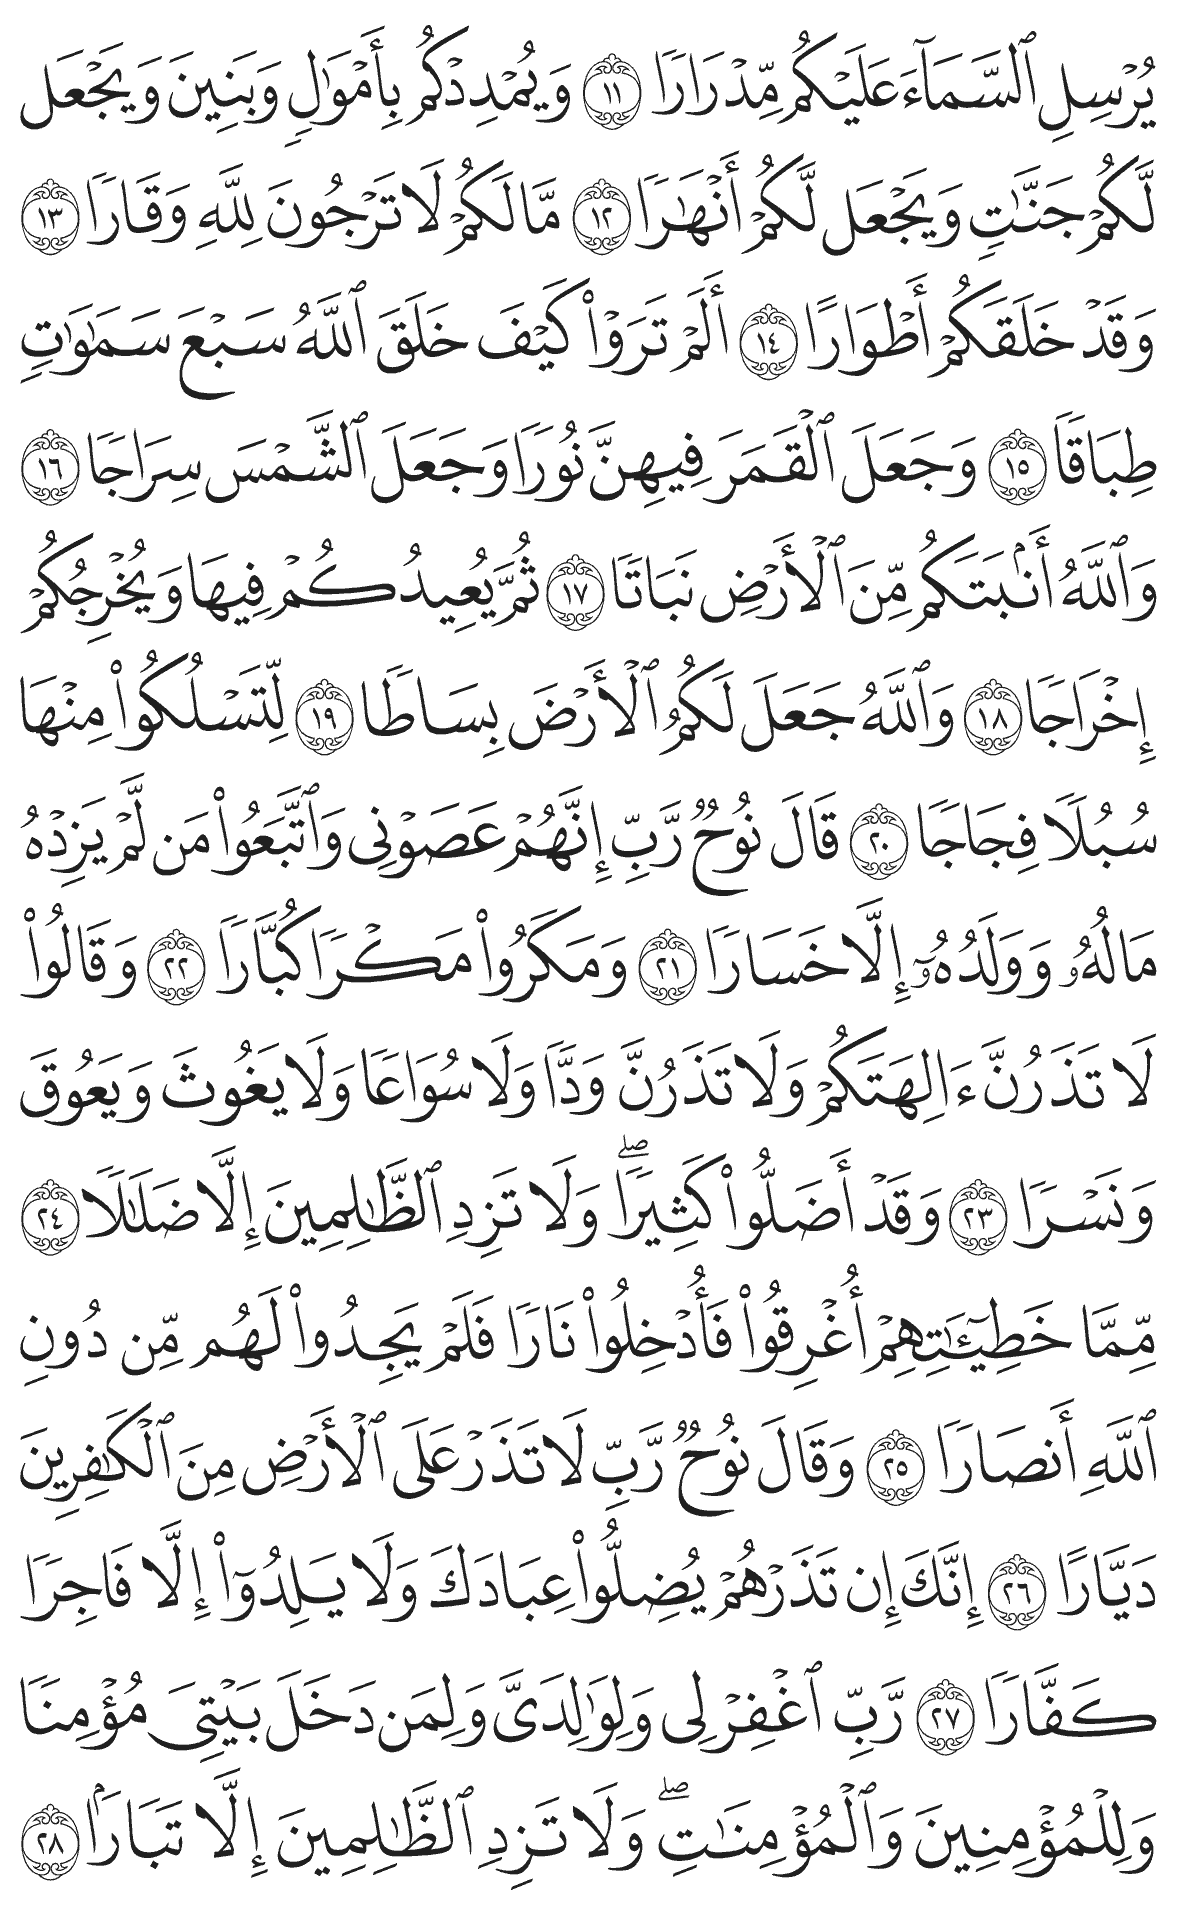 يُرْسِلِ ٱلسَّمَآءَ عَلَيْكُم مِّدْرَارًا ١١ وَيُمْدِدْكُم بِأَمْوَٰلٍ وَبَنِينَ وَيَجْعَل
لَّكُمْ جَنَّٰتٍ وَيَجْعَل لَّكُمْ أَنْهَٰرًا ١٢ مَّا لَكُمْ لَا تَرْجُونَ لِلَّهِ وَقَارًا ١٣
وَقَدْ خَلَقَكُمْ أَطْوَارًا ١٤ أَلَمْ تَرَوْا۟ كَيْفَ خَلَقَ ٱللَّهُ سَبْعَ سَمَٰوَٰتٍ
طِبَاقًا ١٥ وَجَعَلَ ٱلْقَمَرَ فِيهِنَّ نُورًا وَجَعَلَ ٱلشَّمْسَ سِرَاجًا ١٦
وَٱللَّهُ أَنۢبَتَكُم مِّنَ ٱلْأَرْضِ نَبَاتًا ١٧ ثُمَّ يُعِيدُكُمْ فِيهَا وَيُخْرِجُكُمْ
إِخْرَاجًا ١٨ وَٱللَّهُ جَعَلَ لَكُمُ ٱلْأَرْضَ بِسَاطًا ١٩ لِّتَسْلُكُوا۟ مِنْهَا
سُبُلًا فِجَاجًا ٢٠ قَالَ نُوحٌ رَّبِّ إِنَّهُمْ عَصَوْنِى وَٱتَّبَعُوا۟ مَن لَّمْ يَزِدْهُ
مَالُهُۥ وَوَلَدُهُۥٓ إِلَّا خَسَارًا ٢١ وَمَكَرُوا۟ مَكْرًا كُبَّارًا ٢٢ وَقَالُوا۟
لَا تَذَرُنَّ ءَالِهَتَكُمْ وَلَا تَذَرُنَّ وَدًّا وَلَا سُوَاعًا وَلَا يَغُوثَ وَيَعُوقَ
وَنَسْرًا ٢٣ وَقَدْ أَضَلُّوا۟ كَثِيرًا ۖ وَلَا تَزِدِ ٱلظَّٰلِمِينَ إِلَّا ضَلَٰلًا ٢٤
مِّمَّا خَطِيٓـَٰٔتِهِمْ أُغْرِقُوا۟ فَأُدْخِلُوا۟ نَارًا فَلَمْ يَجِدُوا۟ لَهُم مِّن دُونِ
ٱللَّهِ أَنصَارًا ٢٥ وَقَالَ نُوحٌ رَّبِّ لَا تَذَرْ عَلَى ٱلْأَرْضِ مِنَ ٱلْكَٰفِرِينَ
دَيَّارًا ٢٦ إِنَّكَ إِن تَذَرْهُمْ يُضِلُّوا۟ عِبَادَكَ وَلَا يَلِدُوٓا۟ إِلَّا فَاجِرًا
كَفَّارًا ٢٧ رَّبِّ ٱغْفِرْ لِى وَلِوَٰلِدَىَّ وَلِمَن دَخَلَ بَيْتِىَ مُؤْمِنًا
وَلِلْمُؤْمِنِينَ وَٱلْمُؤْمِنَٰتِ ۖ وَلَا تَزِدِ ٱلظَّٰلِمِينَ إِلَّا تَبَارًۢا ٢٨